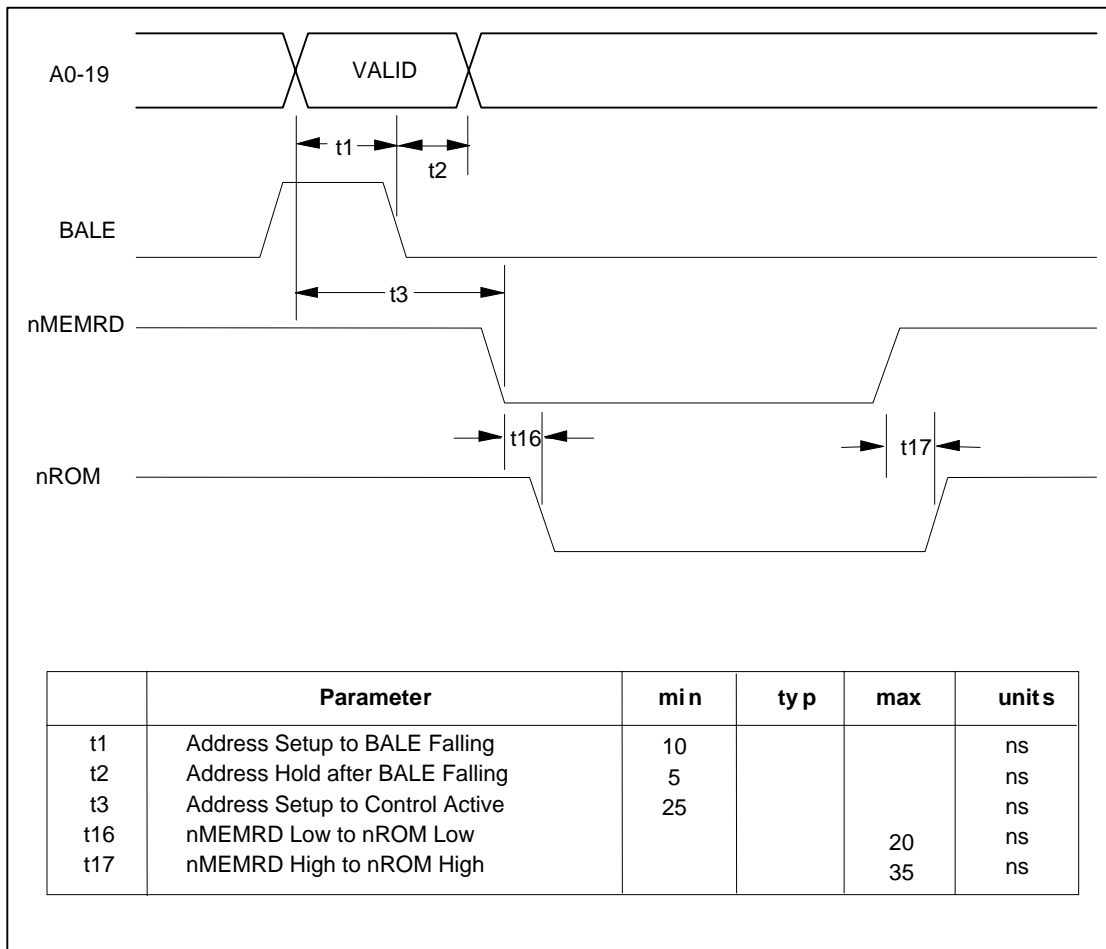 A0-19
VALID
t1
t2
BALE
t3
nMEMRD
t16
t17
nROM
Parameter min typ max units
t1 Address Setup to BALE Falling 10 ns
t2 Address Hold after BALE Falling 5 ns
t3 Address Setup to Control Active 25 ns
t16 nMEMRD Low to nROM Low 20 ns
t17 nMEMRD High to nROM High 35 ns